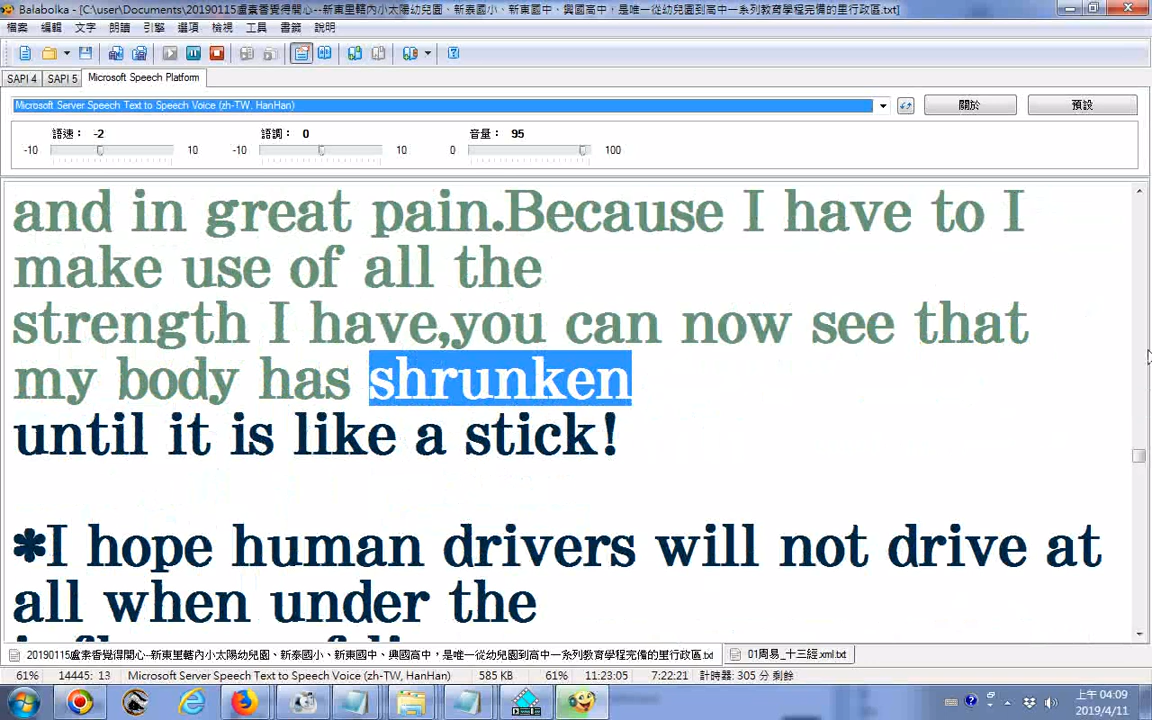 Balabolka - [C:\user\Documents\20190115盧素香覺得開心--新東里轄內小太陽幼兒園、新泰國小、新東國中、興國高中，是唯一從幼兒園到高中一系列教育學程完備的里行政區.txt]
檔案 編輯 文字 朗讀 引擎 選項 檢視 工具 書籤 說明
SAPI 4 SAPI 5 Microsoft Speech Platform
Microsoft Server Speech Text to Speech Voice (zh-TW, HanHan) 關於 預設
語速： -2 語調： 0 音量： 95
-10 10 -10 10 0 100
and in great pain.Because I have to I
make use of all the
strength I have,you can now see that
my body has shrunken
until it is like a stick!
*I hope human drivers will not drive at
all when under the
20190115盧素香覺得開心--新東里轄內小太陽幼兒園、新泰國小、新東國中、興國高中，是唯一從幼兒園到高中一系列教育學程完備的里行政區.txt 01周易_十三經.xml.txt
61% 14445: 13 Microsoft Server Speech Text to Speech Voice (zh-TW, HanHan) 585 KB 61% 11:23:05 7:22:21 計時器: 305 分 剩餘
上午 04:09
2019/4/11